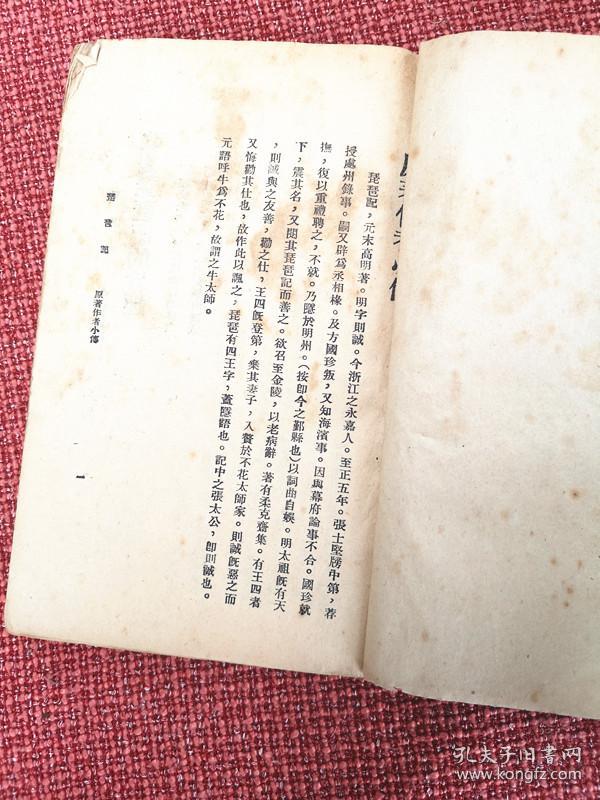 琵琶記，元末高明著。明字則誠。今浙江之永嘉人。至正五年。張士堅牓中第，荐
授處州錄事。嗣又辟爲丞相掾。及方國珍叛，又知海濱事。因與幕府論事不合。國珍就
撫，復以重禮聘之，不就。乃隱於明州。（按卽今之鄞縣也）以詞曲自娛。明太祖旣有天
下，震其名，又閱其琵琶記而善之。欲召至金陵，以老病辭。著有柔克齋集。有王四者
，則誠與之友善，勸之仕，王四旣登第，棄其妻子，入贅於不花太師家。則誠旣惡之而
又悔勸其仕也，故作此以諷之，琵琶有四王字，蓋隱語也。記中之張太公，卽則誠也。
元語呼牛爲不花，故謂之牛太師。
琵琶記 原著作者小傳 一
孔夫子旧書网
www.kongfz.com